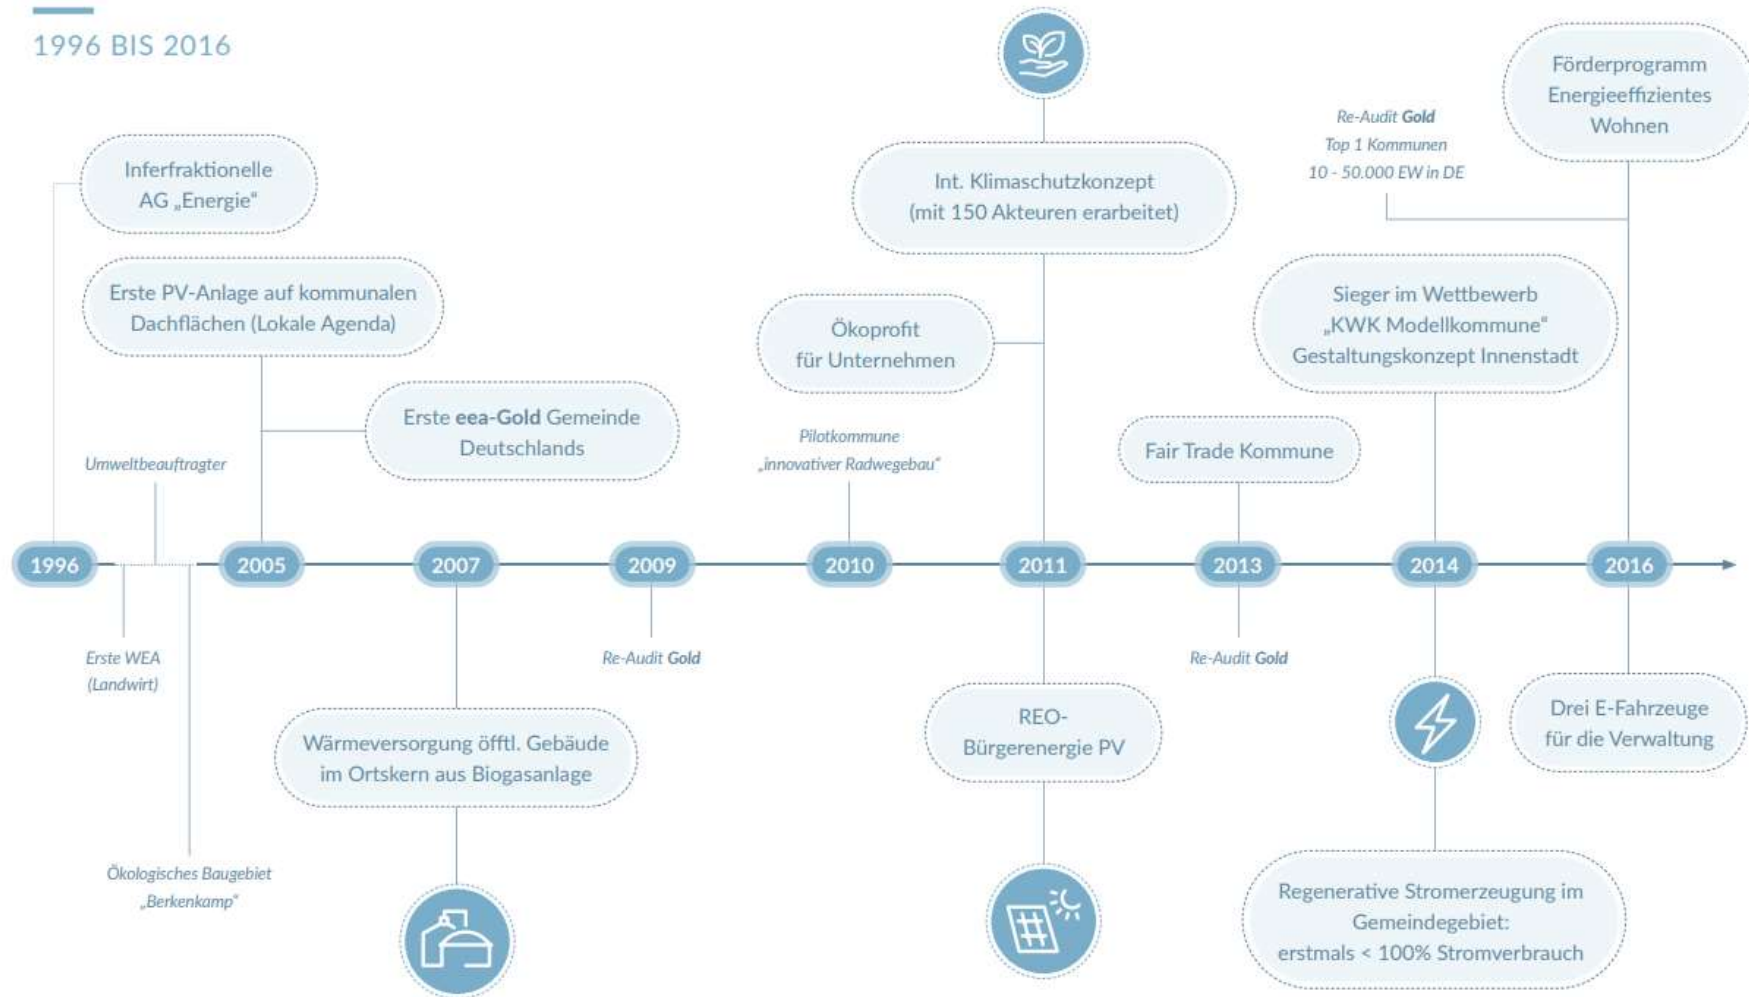 1996 BIS 2016
Inferfraktionelle
AG „Energie“
Erste PV-Anlage auf kommunalen
Dachflächen (Lokale Agenda)
Erste eea-Gold Gemeinde
Deutschlands
Umweltbeauftragter
Int. Klimaschutzkonzept
(mit 150 Akteuren erarbeitet)
Ökoprofit
für Unternehmen
Pilotkommune
„innovativer Radwegebau“
Fair Trade Kommune
Re-Audit Gold
Top 1 Kommunen
10 - 50.000 EW in DE
Förderprogramm
Energieeffizientes
Wohnen
Sieger im Wettbewerb
„KWK Modellkommune“
Gestaltungskonzept Innenstadt
1996
2005
2007
2009
2010
2011
2013
2014
2016
Erste WEA
(Landwirt)
Ökologisches Baugebiet
„Berkenkamp“
Wärmeversorgung öfftl. Gebäude
im Ortskern aus Biogasanlage
Re-Audit Gold
REO-
Bürgerenergie PV
Re-Audit Gold
Regenerative Stromerzeugung im
Gemeindegebiet:
erstmals < 100% Stromverbrauch
Drei E-Fahrzeuge
für die Verwaltung